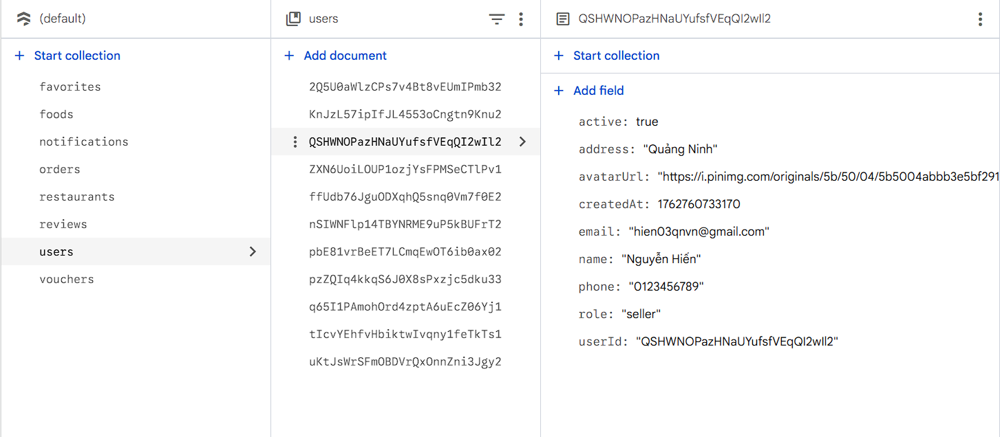 (default)
+ Start collection
favorites
foods
notifications
orders
restaurants
reviews
users
vouchers
users
+ Add document
2Q5U0aWlzCPs7v4Bt8vEUmIPmb32
KnJzL57ipIfJL4553oCngtn9Knu2
QSHWNOPazHNaUYufsfVEqQI2wIl2
ZXN6UoiLOUP1ozjYsFPMSeCTlPv1
ffUdb76JguODXqhQ5snq0Vm7f0E2
nSIWNFlp14TBYNRME9uP5kBUFrT2
pbE81vrBeET7LCmqEwOT6ib0ax02
pzZQIq4kkqS6J0X8sPxzjc5dku33
q65I1PAmohOrd4zptA6uEcZ06Yj1
tIcvYEhfvHbiktwIvqny1feTkTs1
uKtJsWrSFmOBDVrQxOnnZni3Jgy2
QSHWNOPazHNaUYufsfVEqQI2wIl2
+ Start collection
+ Add field
active: true
address: "Quảng Ninh"
avatarUrl: "https://i.pinimg.com/originals/5b/50/04/5b5004abbb3e5bf291
createdAt: 1762760733170
email: "hien03qnvn@gmail.com"
name: "Nguyễn Hiến"
phone: "0123456789"
role: "seller"
userId: "QSHWNOPazHNaUYufsfVEqQI2wIl2"